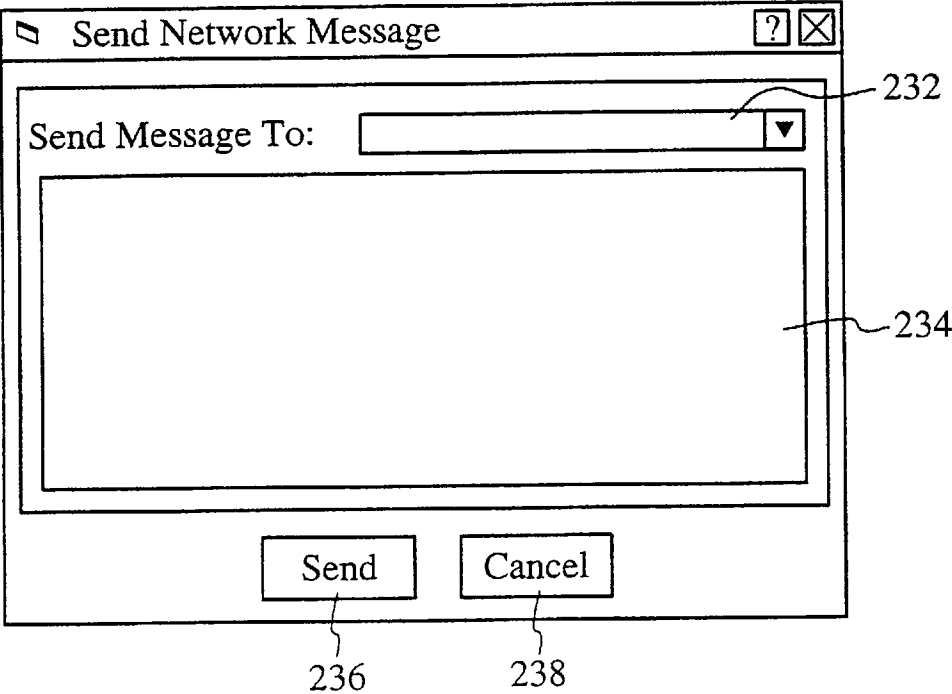 Send Network Message ?
232
Send Message To:
234
Send Cancel
236 238